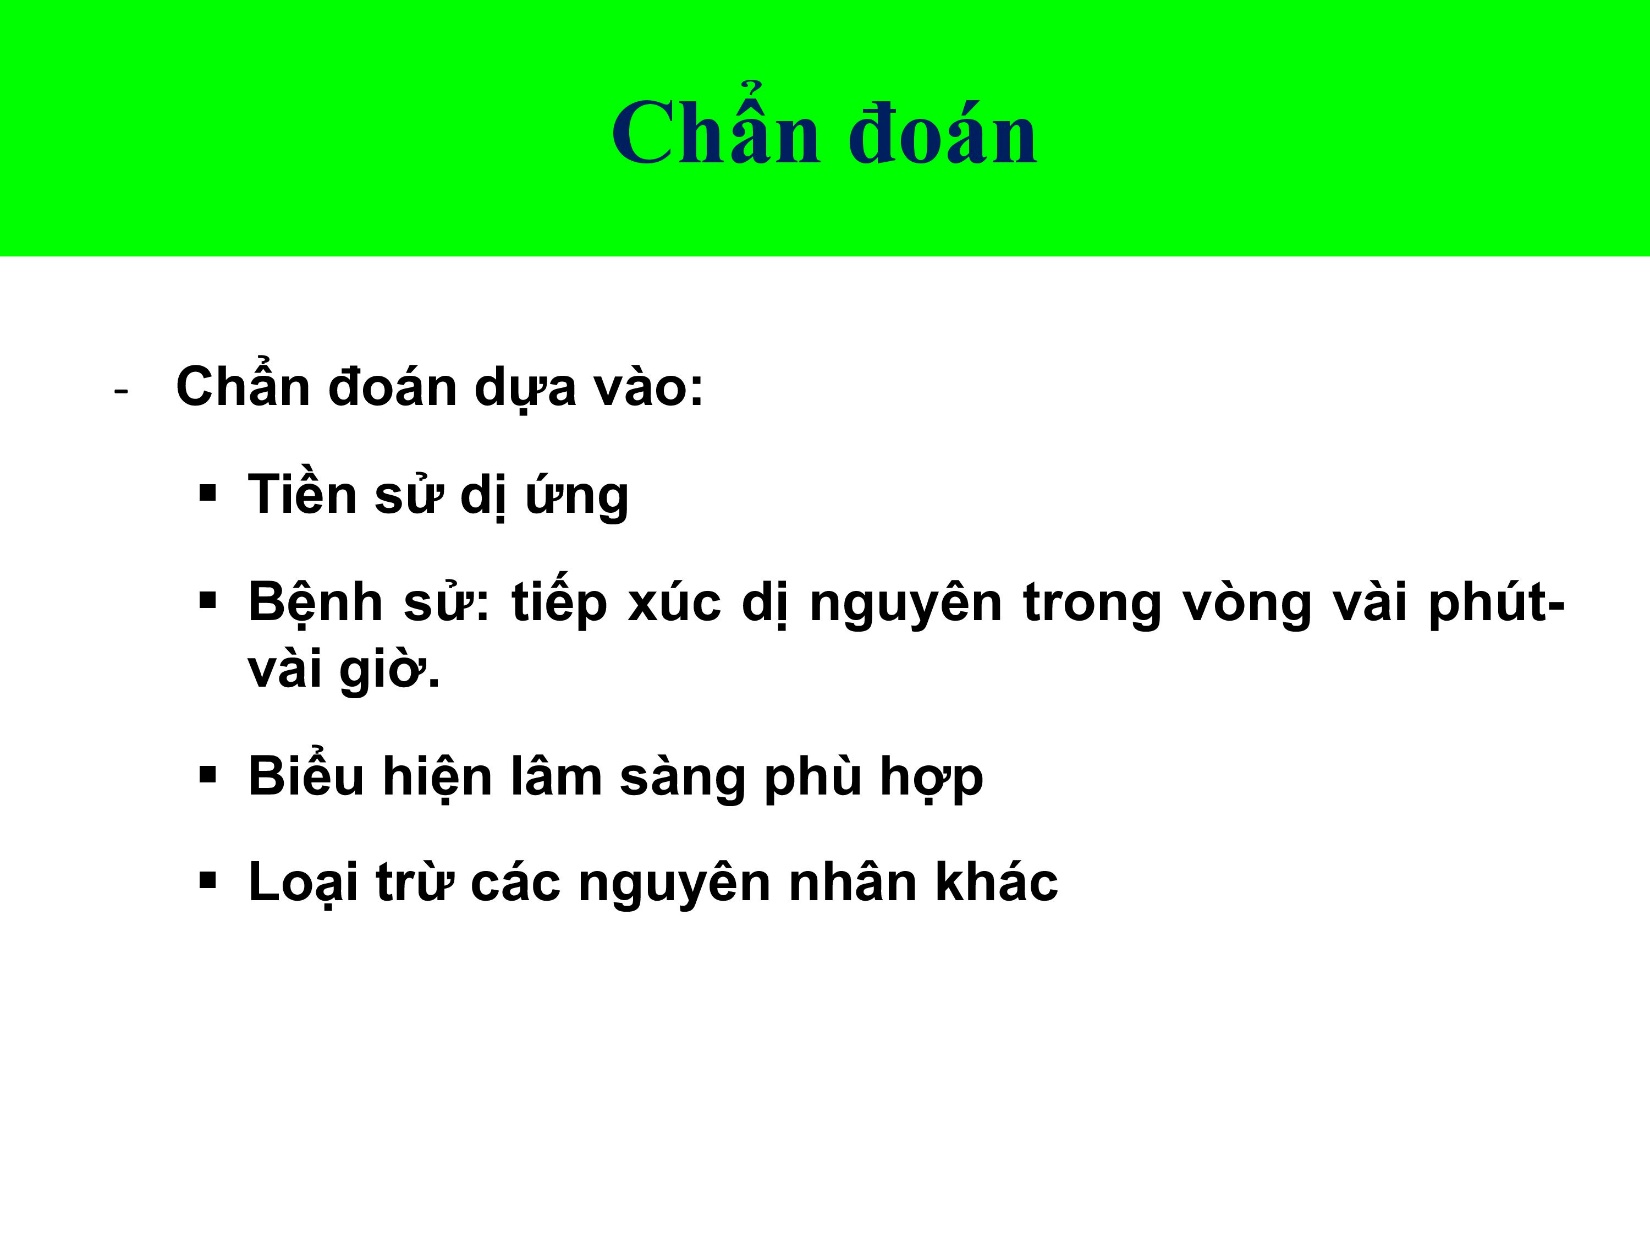 Chẩn đoán
- Chẩn đoán dựa vào:
▪ Tiền sử dị ứng
▪ Bệnh sử: tiếp xúc dị nguyên trong vòng vài phút-
vài giờ.
▪ Biểu hiện lâm sàng phù hợp
▪ Loại trừ các nguyên nhân khác